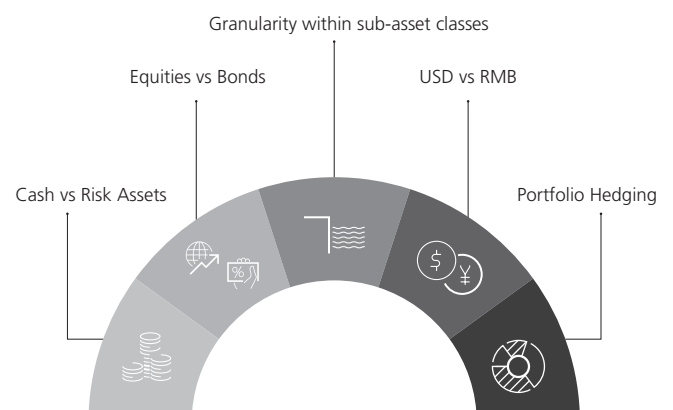 Granularity within sub-asset classes
Equities vs Bonds
USD vs RMB
Cash vs Risk Assets
Portfolio Hedging
%
$
¥